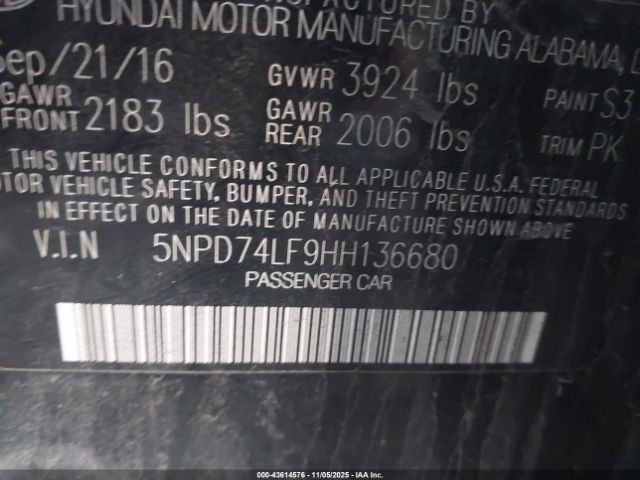 HYUNDAI MOTOR MANUFACTURING ALABAMA,
Sep/21/16 GVWR 3924 lbs PAINT S3
GAWR FRONT 2183 lbs GAWR REAR 2006 lbs TRIM PK
THIS VEHICLE CONFORMS TO ALL APPLICABLE U.S.A. FEDERAL
MOTOR VEHICLE SAFETY, BUMPER, AND THEFT PREVENTION STANDARDS
IN EFFECT ON THE DATE OF MANUFACTURE SHOWN ABOVE
V.I.N 5NPD74LF9HH136680
PASSENGER CAR
000-43614576 - 11/05/2025 - IAA Inc.